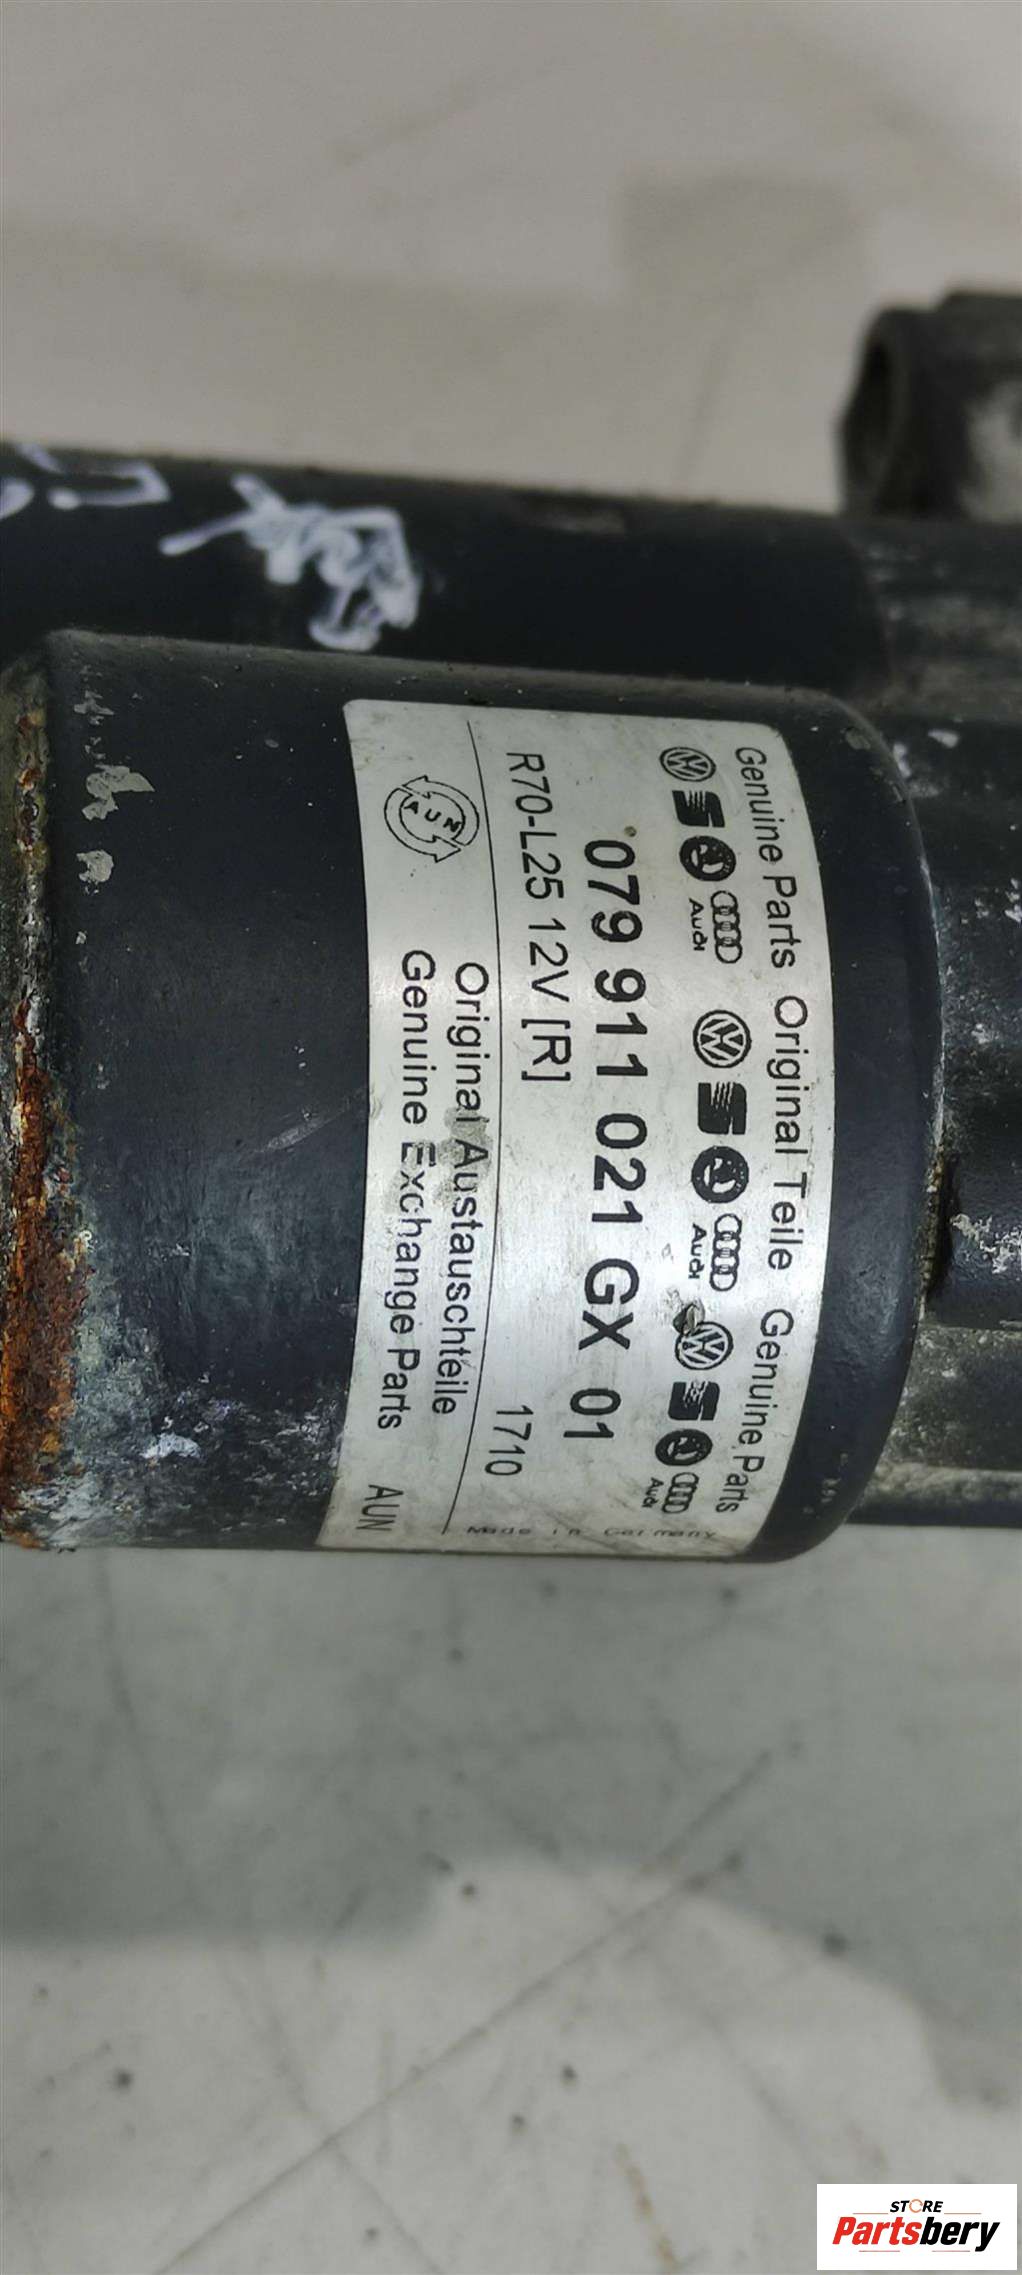 Genuine Parts Original Teile Genuine Parts
Audi Audi Audi
079 911 021 GX 01
R70-L25 12V [R] 1710
Made in Germany
AUN
Original Austauschteile
Genuine Exchange Parts AUN
STORE
Partsbery